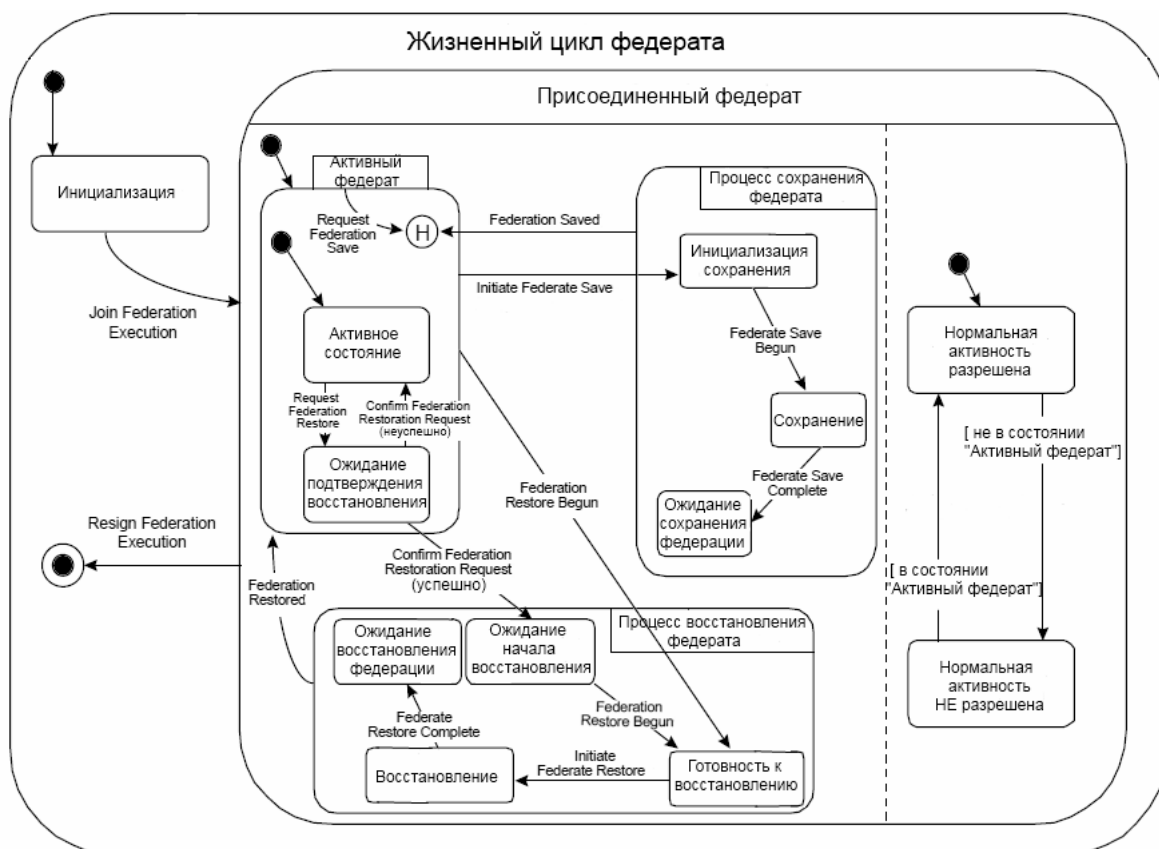 Жизненный цикл федерата
Присоединенный федерат
Инициализация
Join Federation
Execution
Resign Federation
Execution
Активный
федерат
Request
Federation
Save
H
Активное
состояние
Request
Federation
Restore
Confirm Federation
Restoration Request
(неуспешно)
Ожидание
подтверждения
восстановления
Federation Saved
Initiate Federate Save
Процесс сохранения
федерата
Инициализация
сохранения
Federate Save
Begun
Сохранение
Federate Save
Complete
Ожидание
сохранения
федерации
Federation
Restore Begun
Confirm Federation
Restoration Request
(успешно)
Federation
Restored
Процесс восстановления
федерата
Ожидание
восстановления
федерации
Ожидание
начала
восстановления
Federation
Restore Begun
Federate
Restore Complete
Восстановление
Initiate
Federate Restore
Готовность к
восстановлению
Нормальная
активность
разрешена
[ не в состоянии
"Активный федерат"]
[ в состоянии
"Активный федерат"]
Нормальная
активность
НЕ разрешена